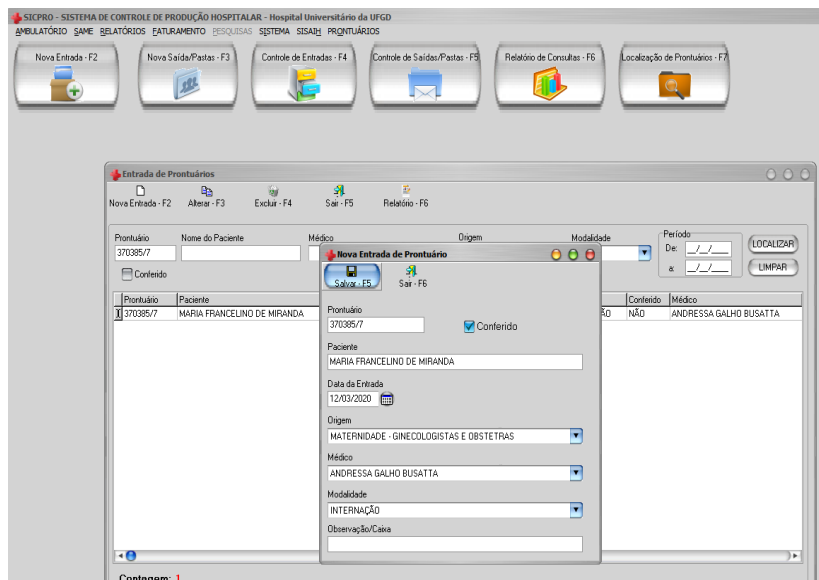 SICPRO - SISTEMA DE CONTROLE DE PRODUÇÃO HOSPITALAR - Hospital Universitário da UFGD
AMBULATÓRIO SAME RELATÓRIOS FATURAMENTO PESQUISAS SISTEMA SISAIH PRONTUÁRIOS
Nova Entrada - F2
Nova Saída/Pastas - F3
Controle de Entradas - F4
Controle de Saídas/Pastas - F5
Relatório de Consultas - F6
Localização de Prontuários - F7
Entrada de Prontuários
Nova Entrada - F2 Alterar - F3 Excluir - F4 Sair - F5 Relatório - F6
Prontuário Nome do Paciente Médico Origem Modalidade Período
370385/7
De: _/_/__ LOCALIZAR
a: _/_/__ LIMPAR
Conferido
Prontuário Paciente Conferido Médico
370385/7 MARIA FRANCELINO DE MIRANDA ÃO NÃO ANDRESSA GALHO BUSATTA
Nova Entrada de Prontuário
Salvar - F5 Sair - F6
Prontuário
370385/7 Conferido
Paciente
MARIA FRANCELINO DE MIRANDA
Data da Entrada
12/03/2020
Origem
MATERNIDADE - GINECOLOGISTAS E OBSTETRAS
Médico
ANDRESSA GALHO BUSATTA
Modalidade
INTERNAÇÃO
Observação/Caixa
Contagem: 1